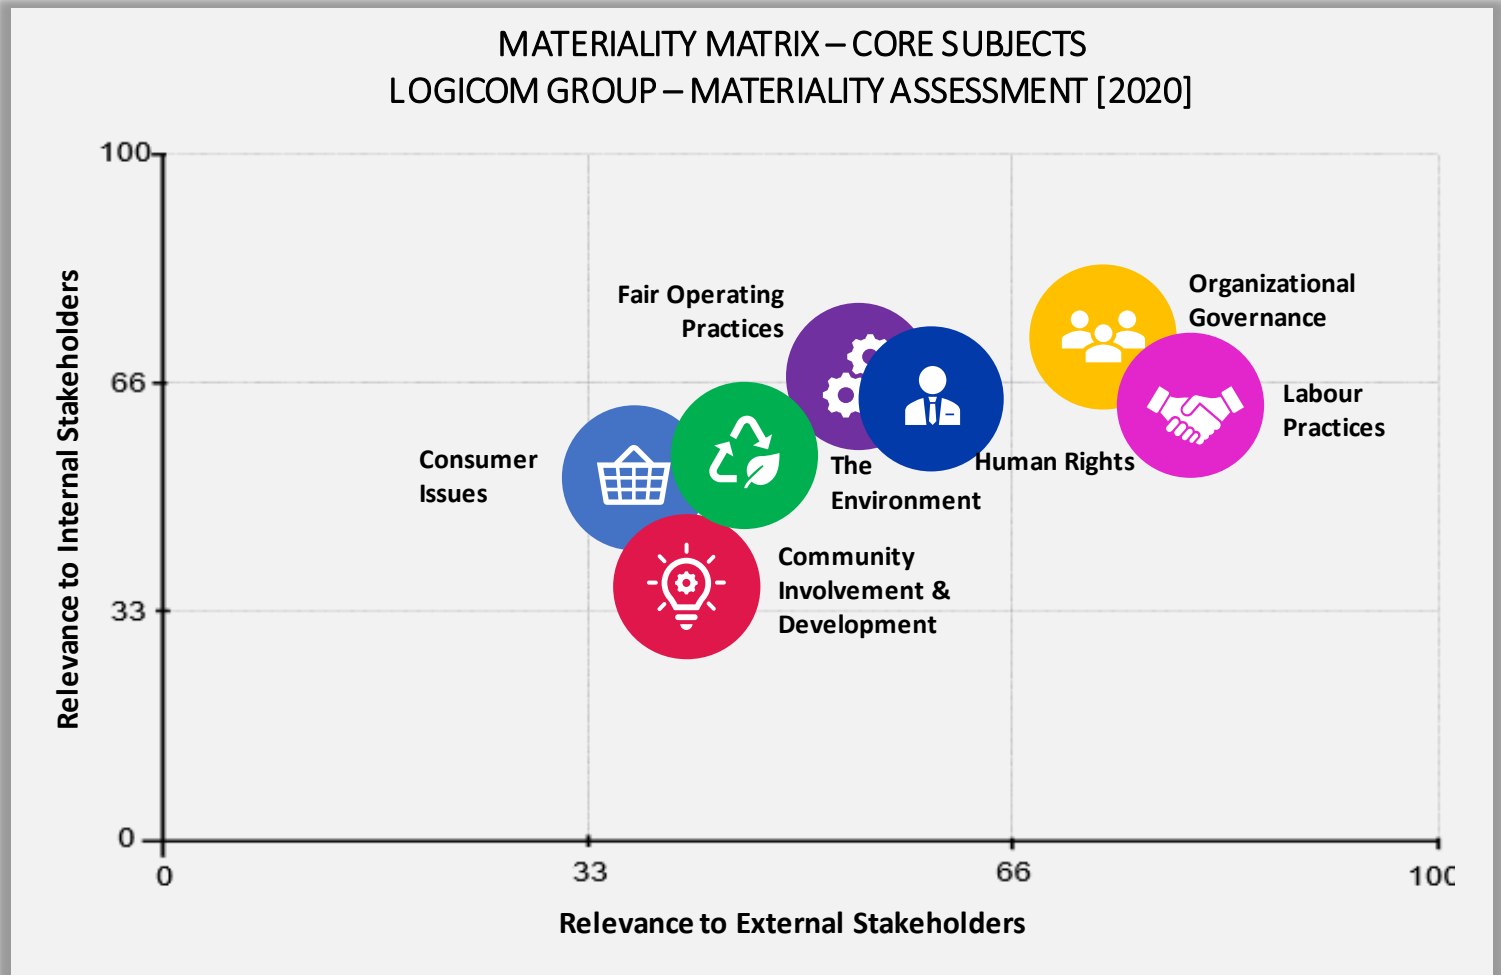 MATERIALITY MATRIX – CORE SUBJECTS
LOGICOM GROUP – MATERIALITY ASSESSMENT [2020]
100
66
33
0
Relevance to Internal Stakeholders
Fair Operating
Practices
Organizational
Governance
Labour
Practices
Consumer
Issues
The
Environment
Human Rights
Community
Involvement &
Development
0
33
66
100
Relevance to External Stakeholders